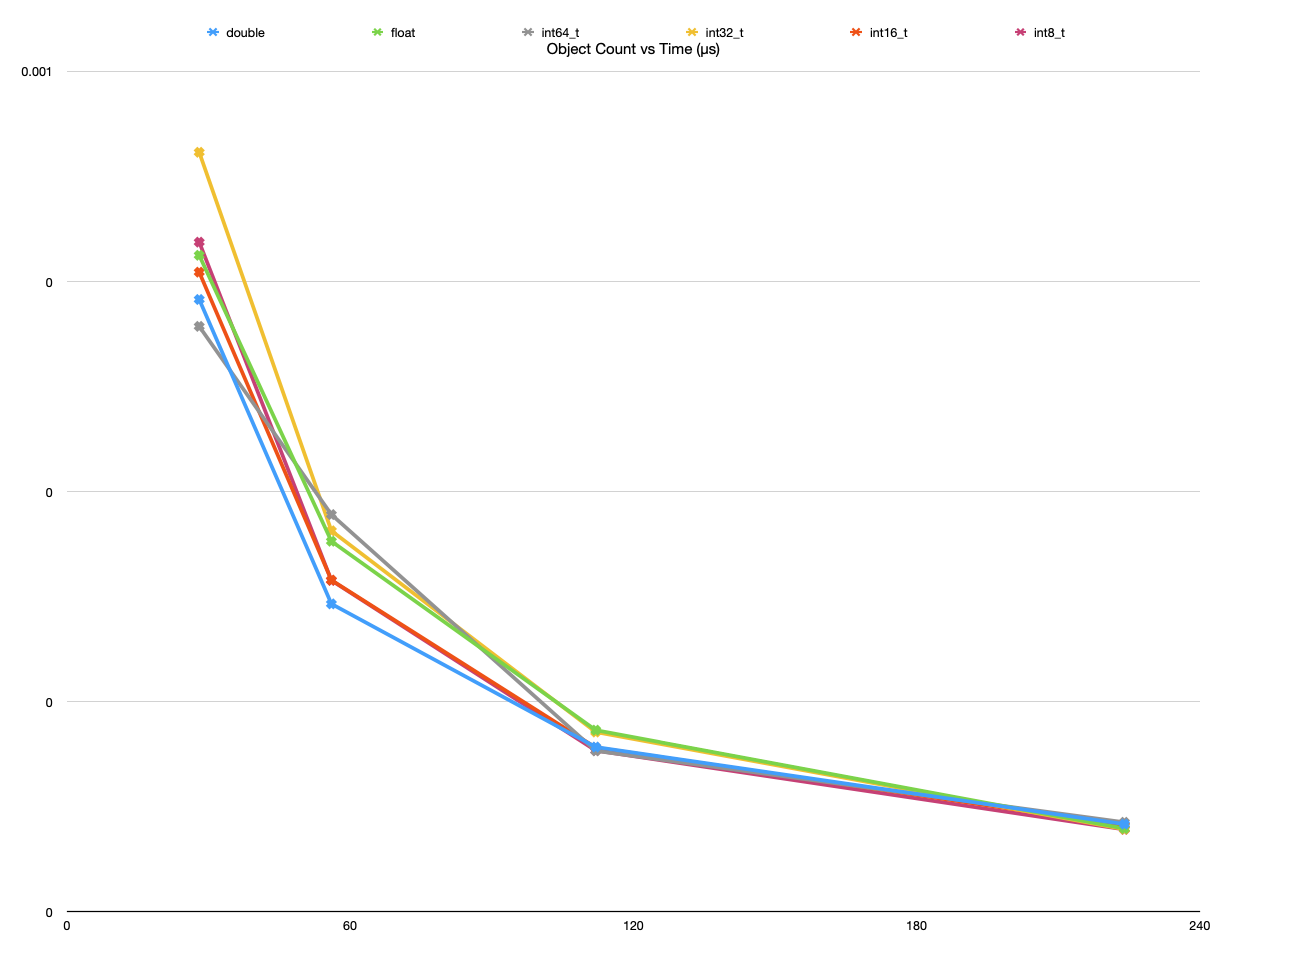 double float int64_t int32_t int16_t int8_t
Object Count vs Time (µs)
0.001
0
0
0
0
0 60 120 180 240